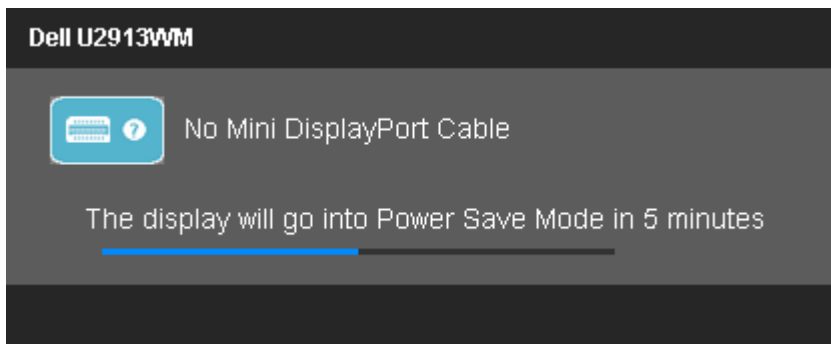 Dell U2913WM
?
No Mini DisplayPort Cable
The display will go into Power Save Mode in 5 minutes